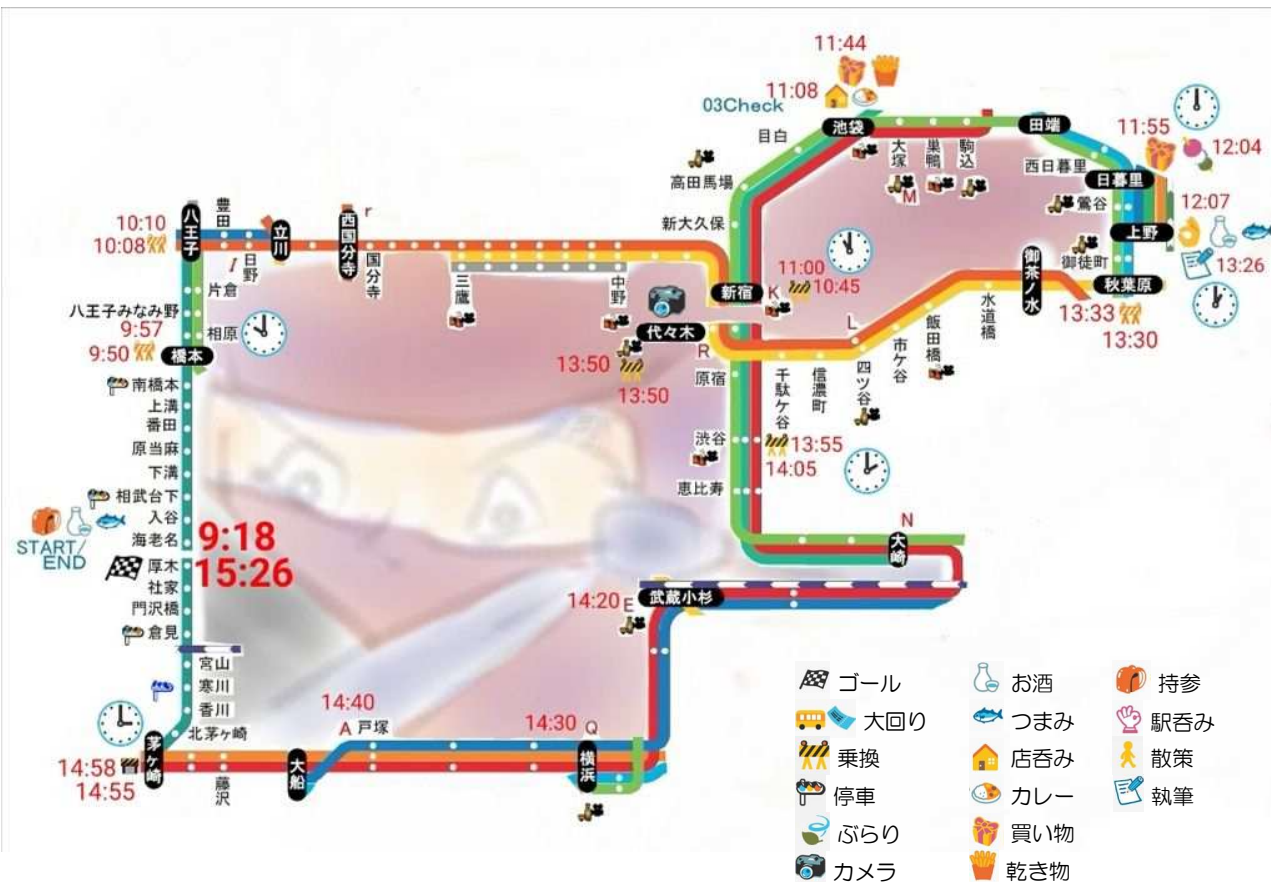 11:44
11:08
03Check
池袋
目白
高田馬場
新大久保
大塚
巣鴨
駒込
M
田端
西日暮里
日暮里
鶯谷
上野
御徒町
秋葉原
11:55
12:04
12:07
13:26
13:33
13:30
10:10
10:08
八王子
豊田
日野
立川
西国分寺
r
国分寺
三鷹
中野
新宿
K
11:00
10:45
代々木
R
13:50
13:50
原宿
千駄ケ谷
信濃町
L
四ツ谷
市ケ谷
飯田橋
水道橋
御茶ノ水
渋谷
13:55
14:05
恵比寿
N
大崎
片倉
八王子みなみ野
9:57
相原
9:50
橋本
南橋本
上溝
番田
原当麻
下溝
相武台下
入谷
海老名
START/
END
9:18
15:26
厚木
社家
門沢橋
倉見
宮山
寒川
香川
北茅ヶ崎
茅ヶ崎
14:58
14:55
藤沢
大船
14:40
A
戸塚
14:30
Q
横浜
14:20
E
武蔵小杉
ゴール
お酒
持参
大回り
つまみ
駅呑み
乗換
店呑み
散策
停車
カレー
執筆
ぶらり
買い物
カメラ
乾き物